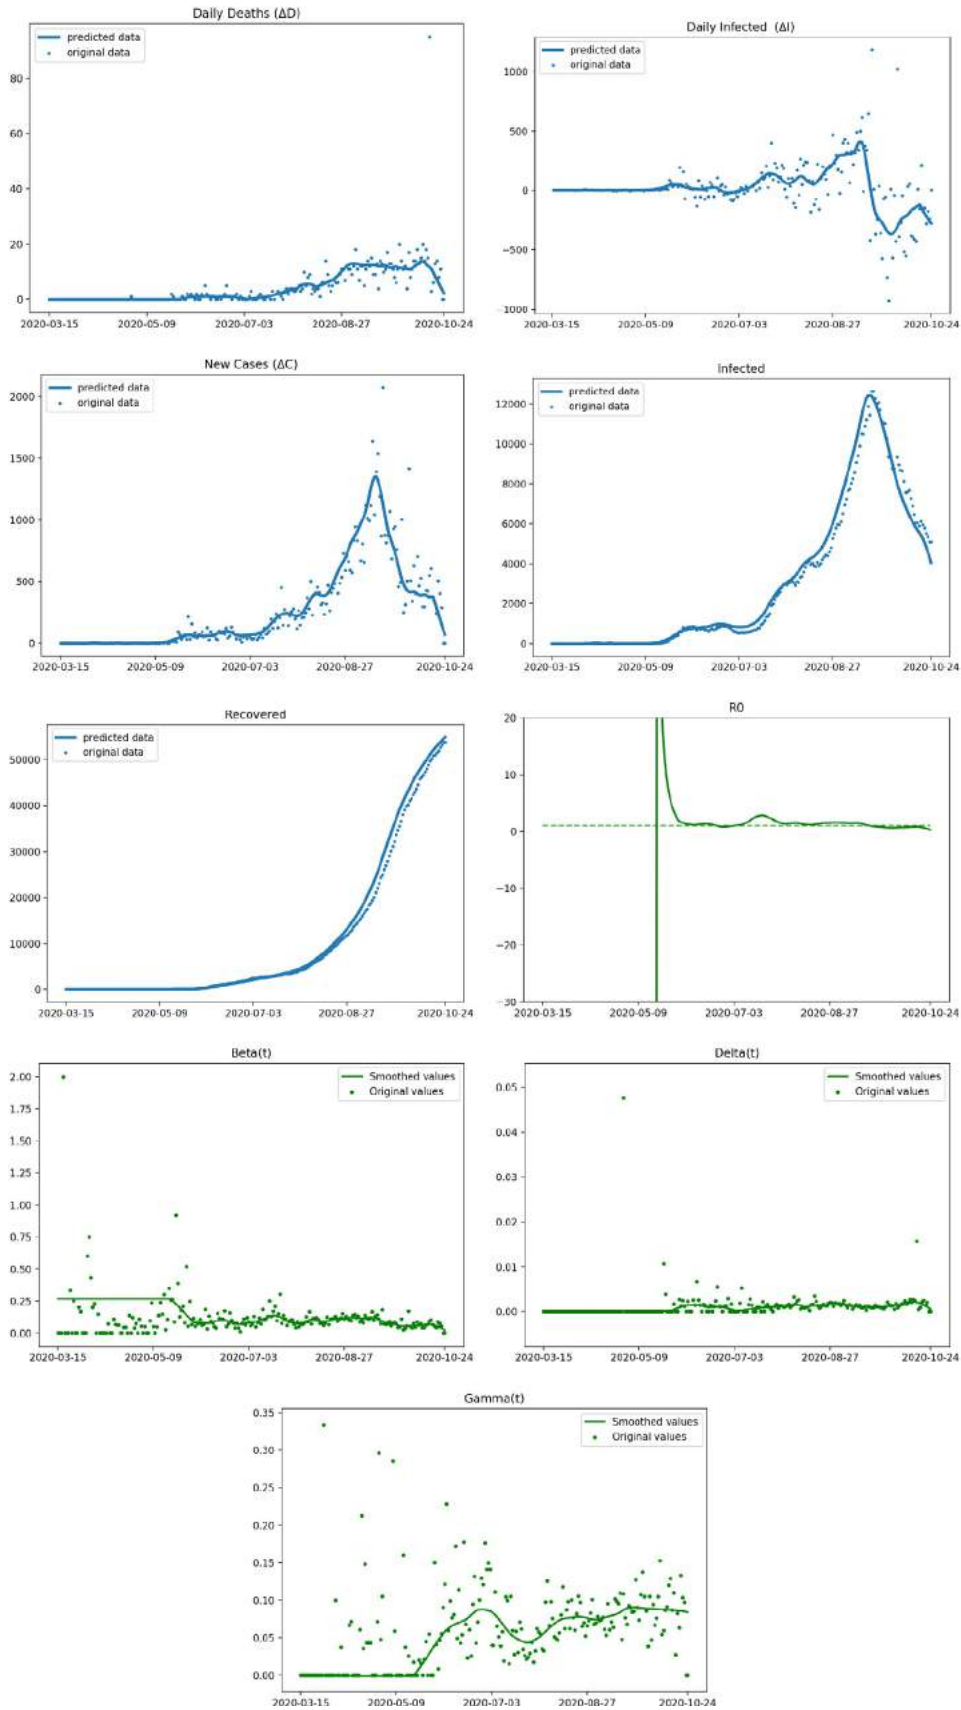 Daily Deaths (ΔD)
predicted data
original data
80
60
40
20
0
2020-03-15 2020-05-09 2020-07-03 2020-08-27 2020-10-24
Daily Infected (ΔI)
predicted data
original data
1000
500
0
−500
−1000
2020-03-15 2020-05-09 2020-07-03 2020-08-27 2020-10-24
New Cases (ΔC)
predicted data
original data
2000
1500
1000
500
0
2020-03-15 2020-05-09 2020-07-03 2020-08-27 2020-10-24
Infected
predicted data
original data
12000
10000
8000
6000
4000
2000
0
2020-03-15 2020-05-09 2020-07-03 2020-08-27 2020-10-24
Recovered
predicted data
original data
50000
40000
30000
20000
10000
0
2020-03-15 2020-05-09 2020-07-03 2020-08-27 2020-10-24
R0
20
10
0
−10
−20
−30
2020-03-15 2020-05-09 2020-07-03 2020-08-27 2020-10-24
Beta(t)
Smoothed values
Original values
2.00
1.75
1.50
1.25
1.00
0.75
0.50
0.25
0.00
2020-03-15 2020-05-09 2020-07-03 2020-08-27 2020-10-24
Delta(t)
Smoothed values
Original values
0.05
0.04
0.03
0.02
0.01
0.00
2020-03-15 2020-05-09 2020-07-03 2020-08-27 2020-10-24
Gamma(t)
Smoothed values
Original values
0.35
0.30
0.25
0.20
0.15
0.10
0.05
0.00
2020-03-15 2020-05-09 2020-07-03 2020-08-27 2020-10-24